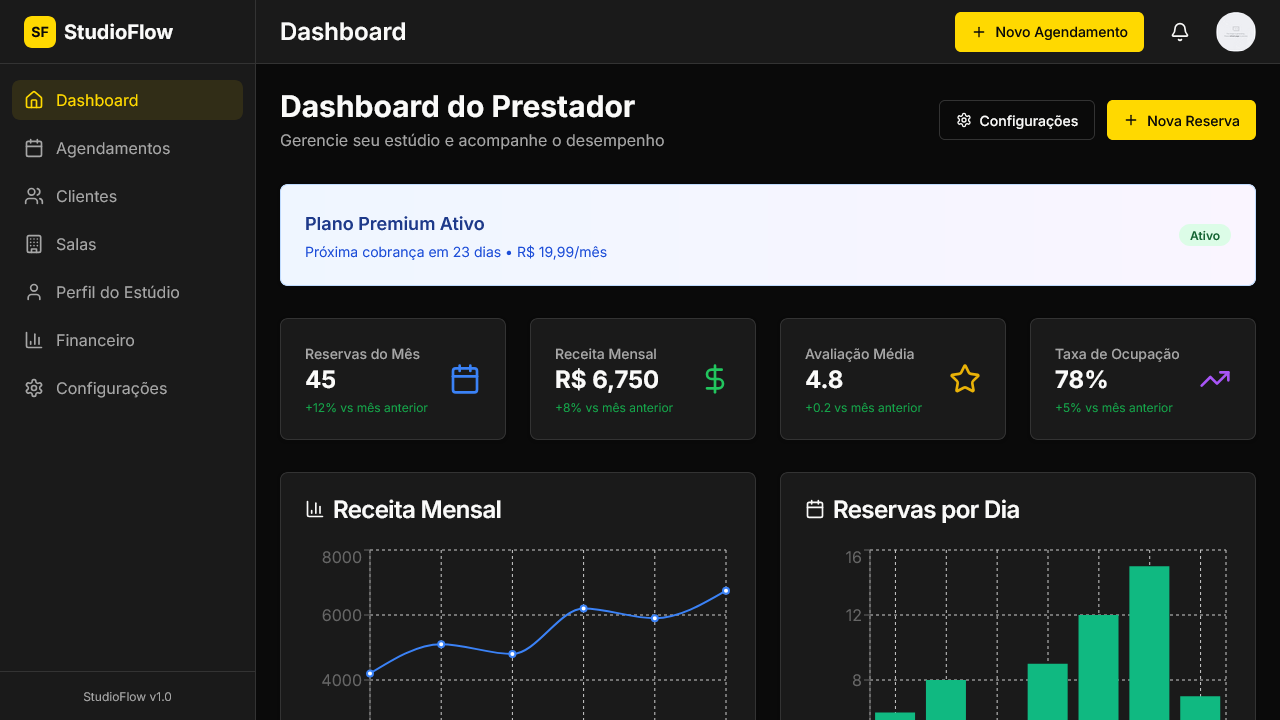 SF StudioFlow
Dashboard
Novo Agendamento
Dashboard
Agendamentos
Clientes
Salas
Perfil do Estúdio
Financeiro
Configurações
StudioFlow v1.0
Dashboard do Prestador
Gerencie seu estúdio e acompanhe o desempenho
Configurações
Nova Reserva
Plano Premium Ativo
Próxima cobrança em 23 dias • R$ 19,99/mês
Ativo
Reservas do Mês
45
+12% vs mês anterior
Receita Mensal
R$ 6,750
+8% vs mês anterior
Avaliação Média
4.8
+0.2 vs mês anterior
Taxa de Ocupação
78%
+5% vs mês anterior
Receita Mensal
8000
6000
4000
Reservas por Dia
16
12
8